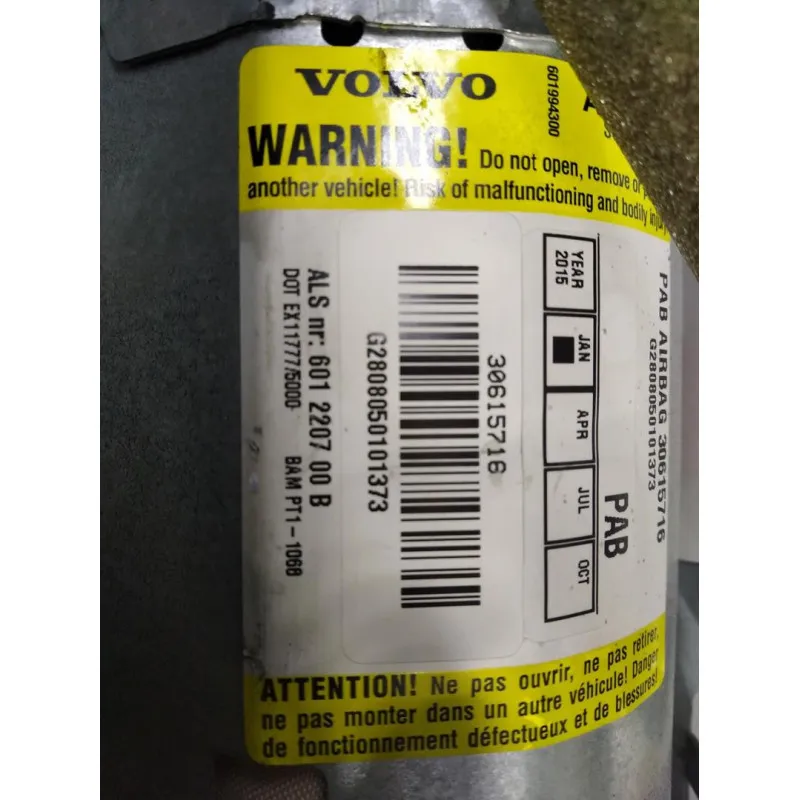 VOLVO
601994300
WARNING! Do not open, remove or
another vehicle! Risk of malfunctioning and bodily injury
PAB AIRBAG 30615716
G28080501013​73
YEAR
2015
JAN
APR
JUL
OCT
PAB
30615716
G2808050101373
ALS nr: 601 2207 00 B
DOT EX11777/5000
BAM PT1-1068
ATTENTION! Ne pas ouvrir, ne pas retirer,
ne pas monter dans un autre véhicule! Danger
de fonctionnement défectueux et de blessures!